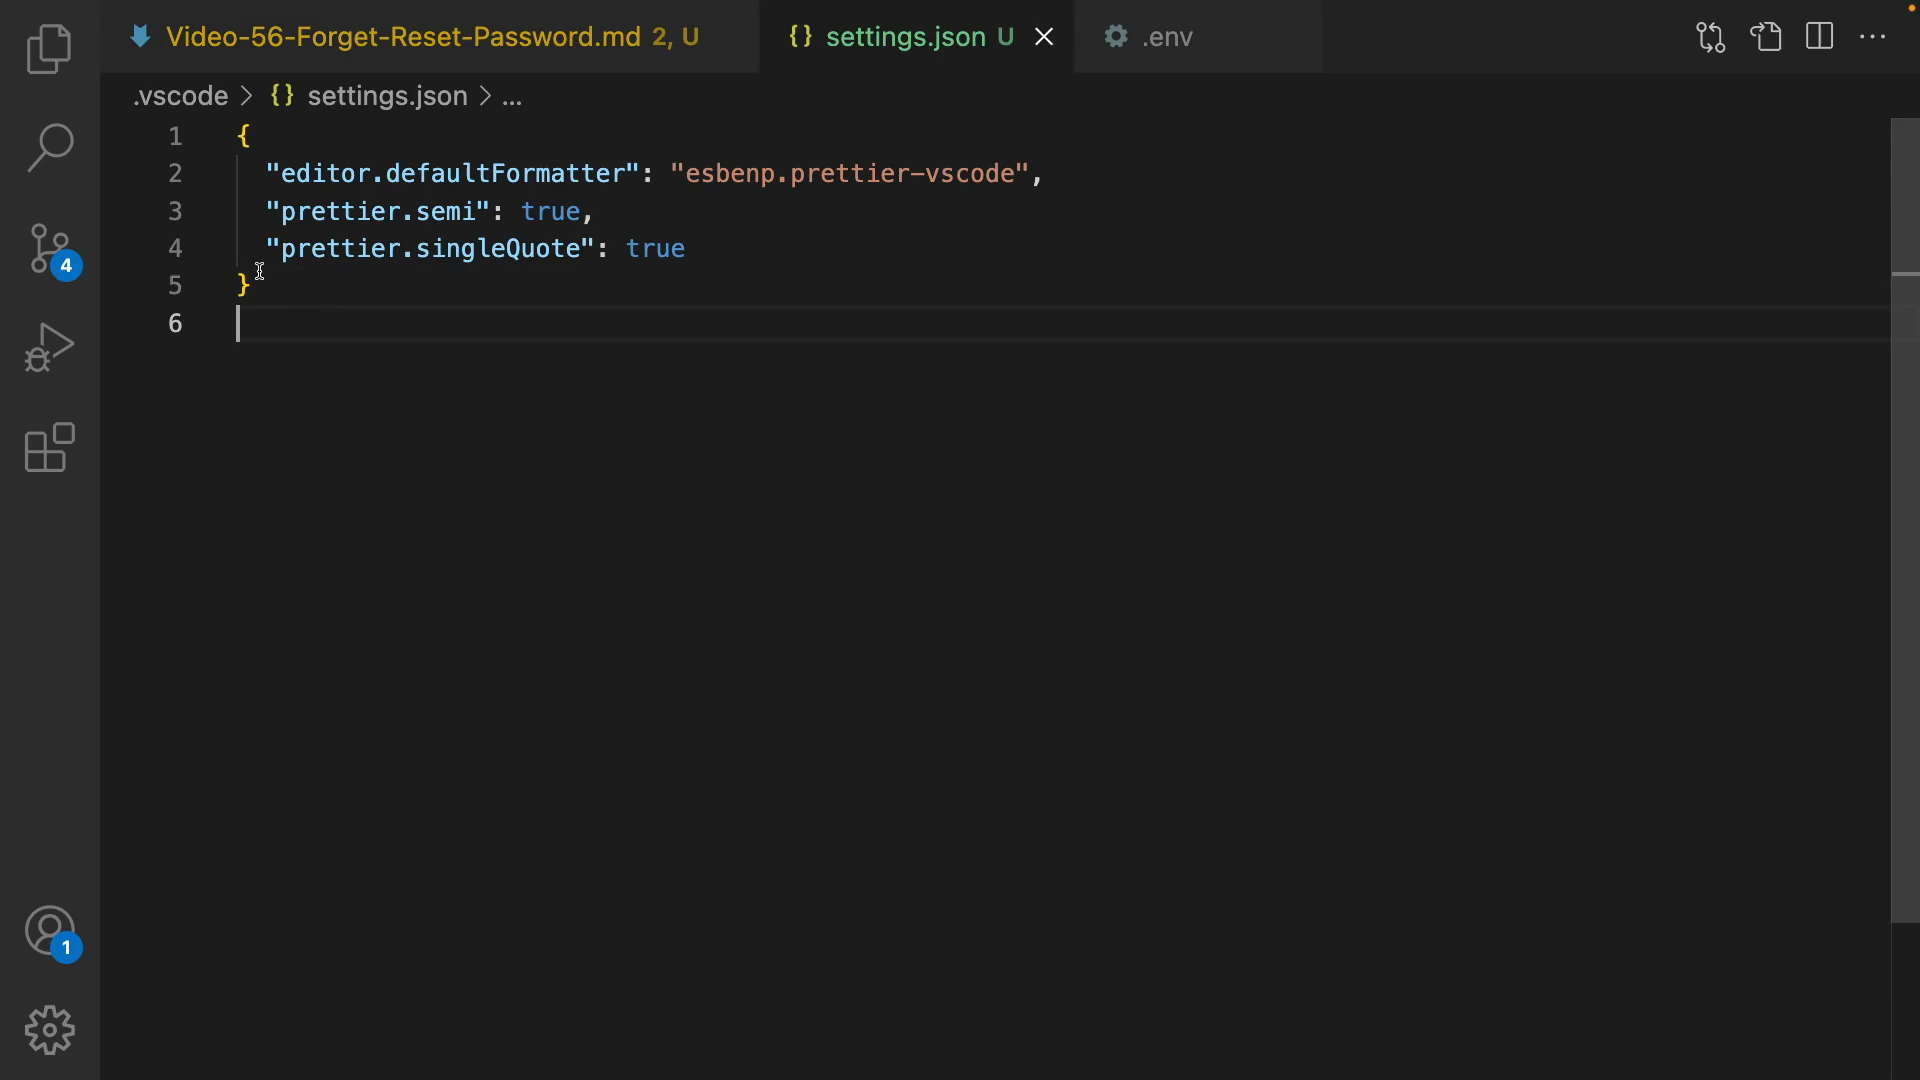 Video-56-Forget-Reset-Password.md 2, U
{} settings.json U
.env
.vscode > {} settings.json > ...
1 {
2 "editor.defaultFormatter": "esbenp.prettier-vscode",
3 "prettier.semi": true,
4 "prettier.singleQuote": true
5 }
6
4
1